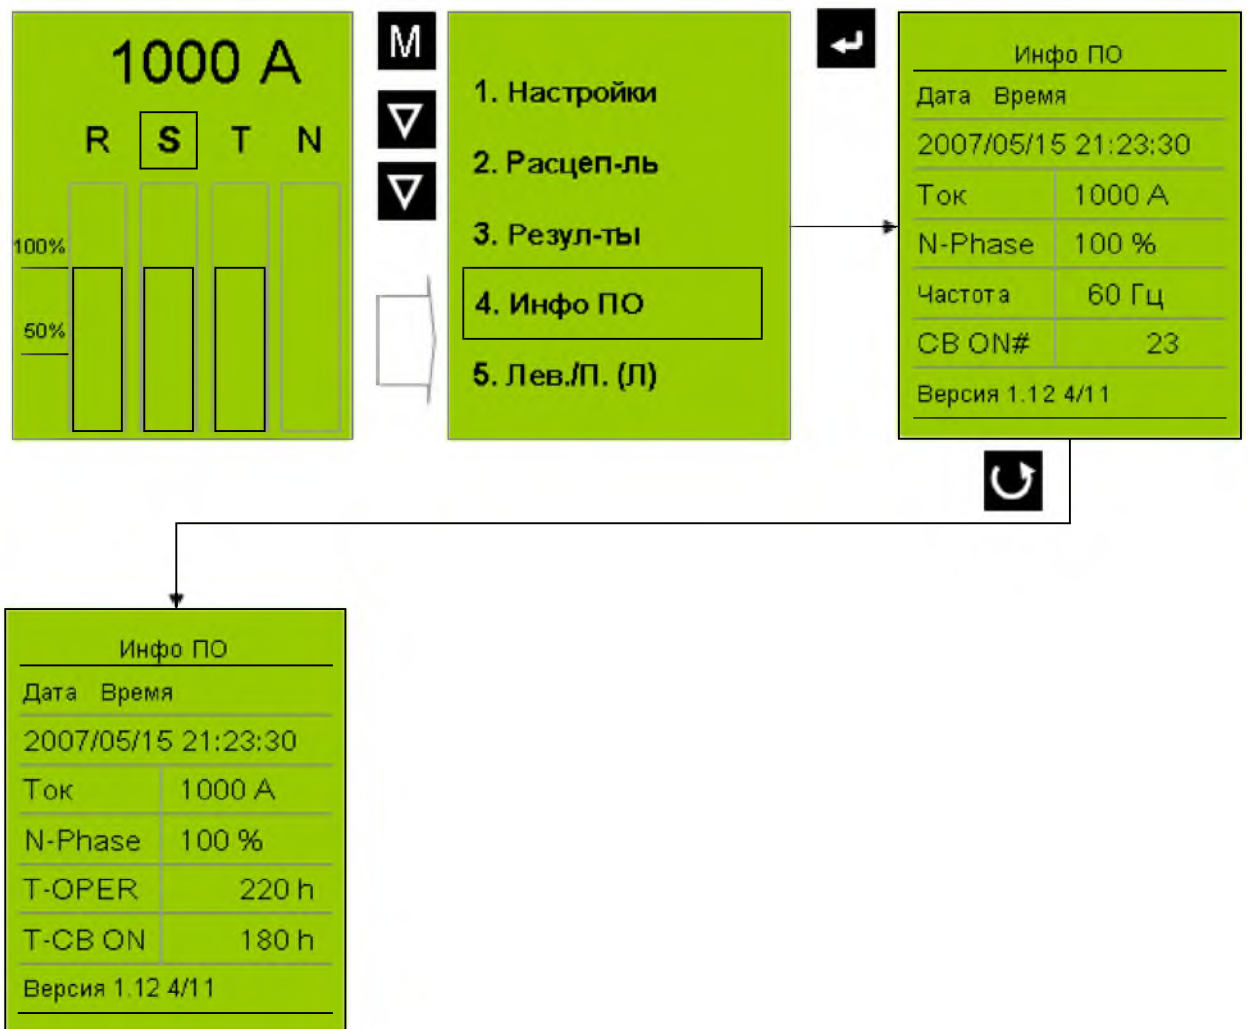 1000 A
R S T N
100%
50%
M
1. Настройки
2. Расцеп-ль
3. Резул-ты
4. Инфо ПО
5. Лев./П. (Л)
Инфо ПО
Дата Время
2007/05/15 21:23:30
Ток 1000 A
N-Phase 100 %
Частота 60 Гц
CB ON# 23
Версия 1.12 4/11
Инфо ПО
Дата Время
2007/05/15 21:23:30
Ток 1000 A
N-Phase 100 %
T-OPER 220 h
T-CB ON 180 h
Версия 1.12 4/11